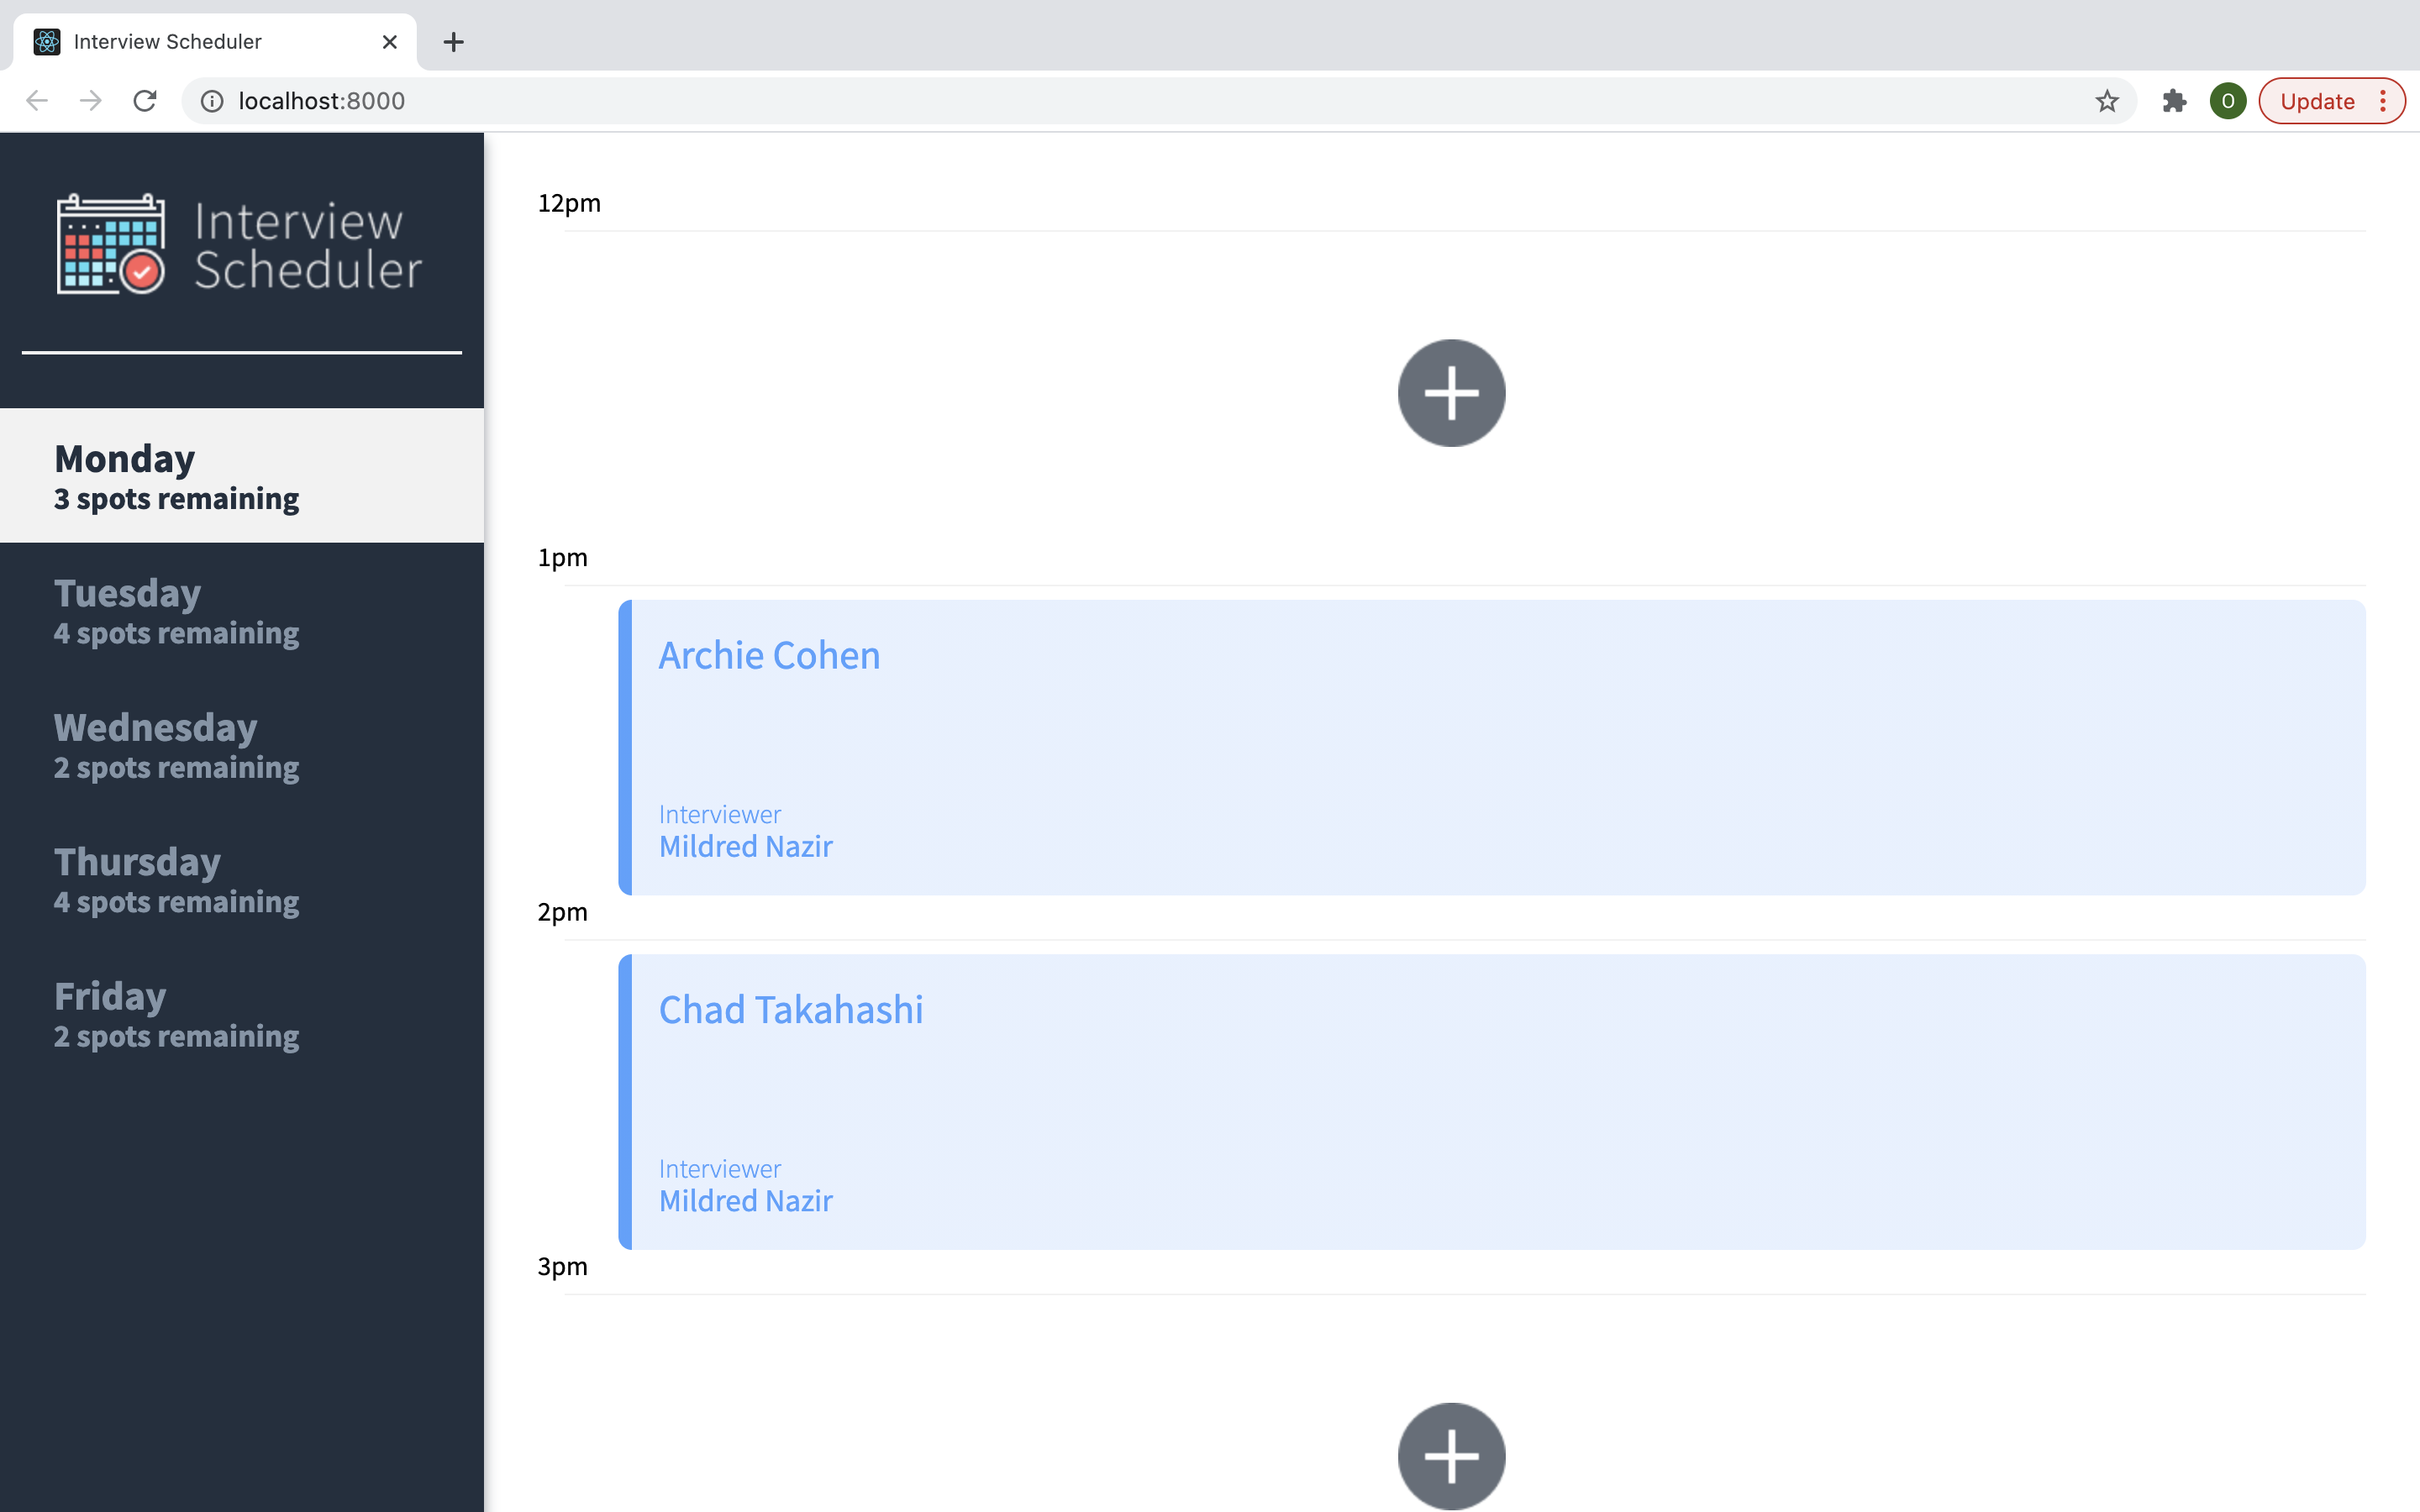 Interview Scheduler
localhost:8000
O
Update
Interview
Scheduler
Monday
3 spots remaining
Tuesday
4 spots remaining
Wednesday
2 spots remaining
Thursday
4 spots remaining
Friday
2 spots remaining
12pm
1pm
Archie Cohen
Interviewer
Mildred Nazir
2pm
Chad Takahashi
Interviewer
Mildred Nazir
3pm